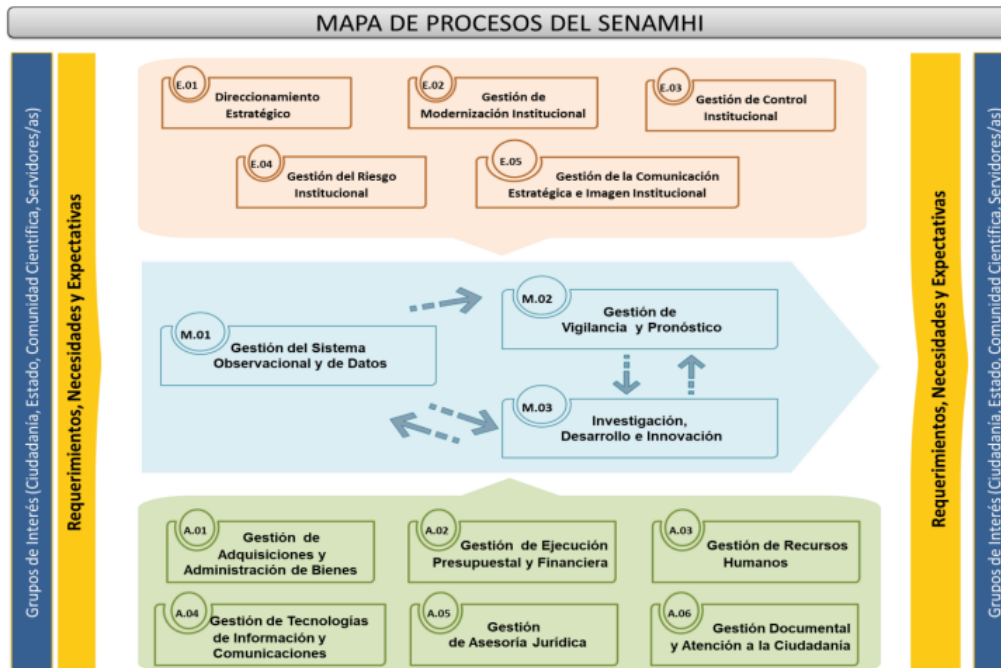 MAPA DE PROCESOS DEL SENAMHI
Grupos de Interés (Ciudadanía, Estado, Comunidad Científica, Servidores/as)
Requerimientos, Necesidades y Expectativas
E.01
Direccionamiento
Estratégico
E.02
Gestión de
Modernización Institucional
E.03
Gestión de Control
Institucional
E.04
Gestión del Riesgo
Institucional
E.05
Gestión de la Comunicación
Estratégica e Imagen Institucional
M.01
Gestión del Sistema
Observacional y de Datos
M.02
Gestión de
Vigilancia y Pronóstico
M.03
Investigación,
Desarrollo e Innovación
A.01
Gestión de
Adquisiciones y
Administración de Bienes
A.02
Gestión de Ejecución
Presupuestal y Financiera
A.03
Gestión de Recursos
Humanos
A.04
Gestión de Tecnologías
de Información y
Comunicaciones
A.05
Gestión
de Asesoría Jurídica
A.06
Gestión Documental
y Atención a la Ciudadanía
Requerimientos, Necesidades y Expectativas
Grupos de Interés (Ciudadanía, Estado, Comunidad Científica, Servidores/as)